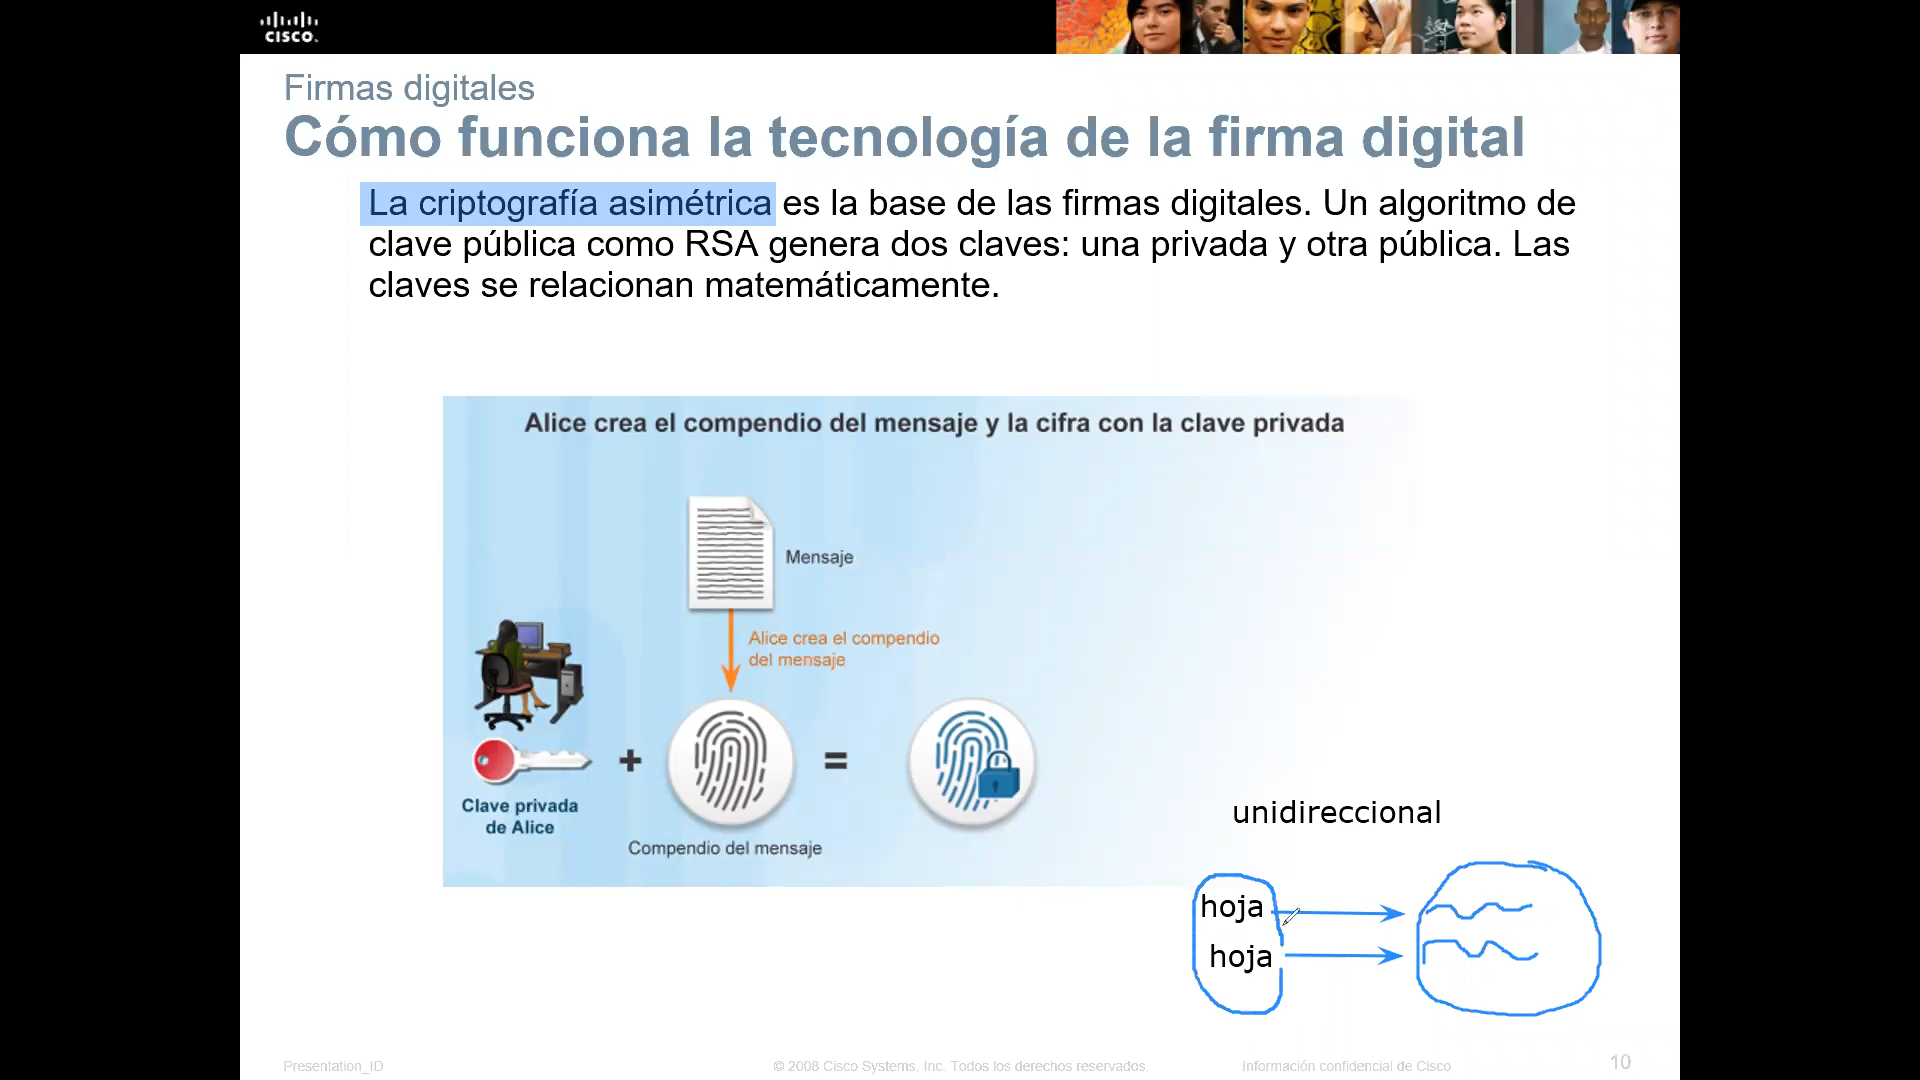 CISCO.
Firmas digitales
Cómo funciona la tecnología de la firma digital
La criptografía asimétrica es la base de las firmas digitales. Un algoritmo de
clave pública como RSA genera dos claves: una privada y otra pública. Las
claves se relacionan matemáticamente.
Alice crea el compendio del mensaje y la cifra con la clave privada
Mensaje
Alice crea el compendio
del mensaje
+
=
Clave privada
de Alice
Compendio del mensaje
unidireccional
hoja
hoja
Presentation_ID
© 2008 Cisco Systems, Inc. Todos los derechos reservados.
Información confidencial de Cisco
10